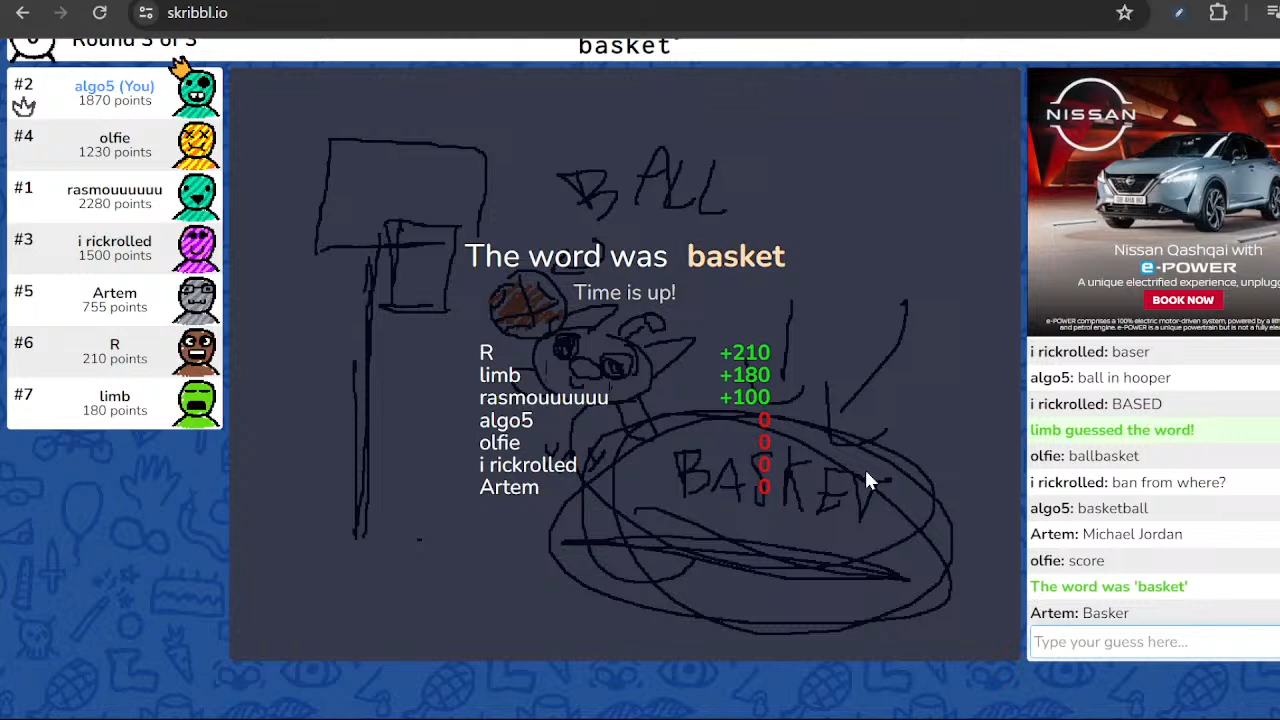 skribbl.io
Round 3 of 3
basket
#2
algo5 (You)
1870 points
#4
olfie
1230 points
#1
rasmouuuuuu
2280 points
#3
i rickrolled
1500 points
#5
Artem
755 points
#6
R
210 points
#7
limb
180 points
BALL
The word was basket
Time is up!
R +210
limb +180
rasmouuuuuu +100
algo5 0
olfie 0
i rickrolled 0
Artem 0
BASKET
NISSAN
Nissan Qashqai with
e-POWER
A unique electrified experience, unplugg
BOOK NOW
i rickrolled: baser
algo5: ball in hooper
i rickrolled: BASED
limb guessed the word!
olfie: ballbasket
i rickrolled: ban from where?
algo5: basketball
Artem: Michael Jordan
olfie: score
The word was 'basket'
Artem: Basker
Type your guess here...